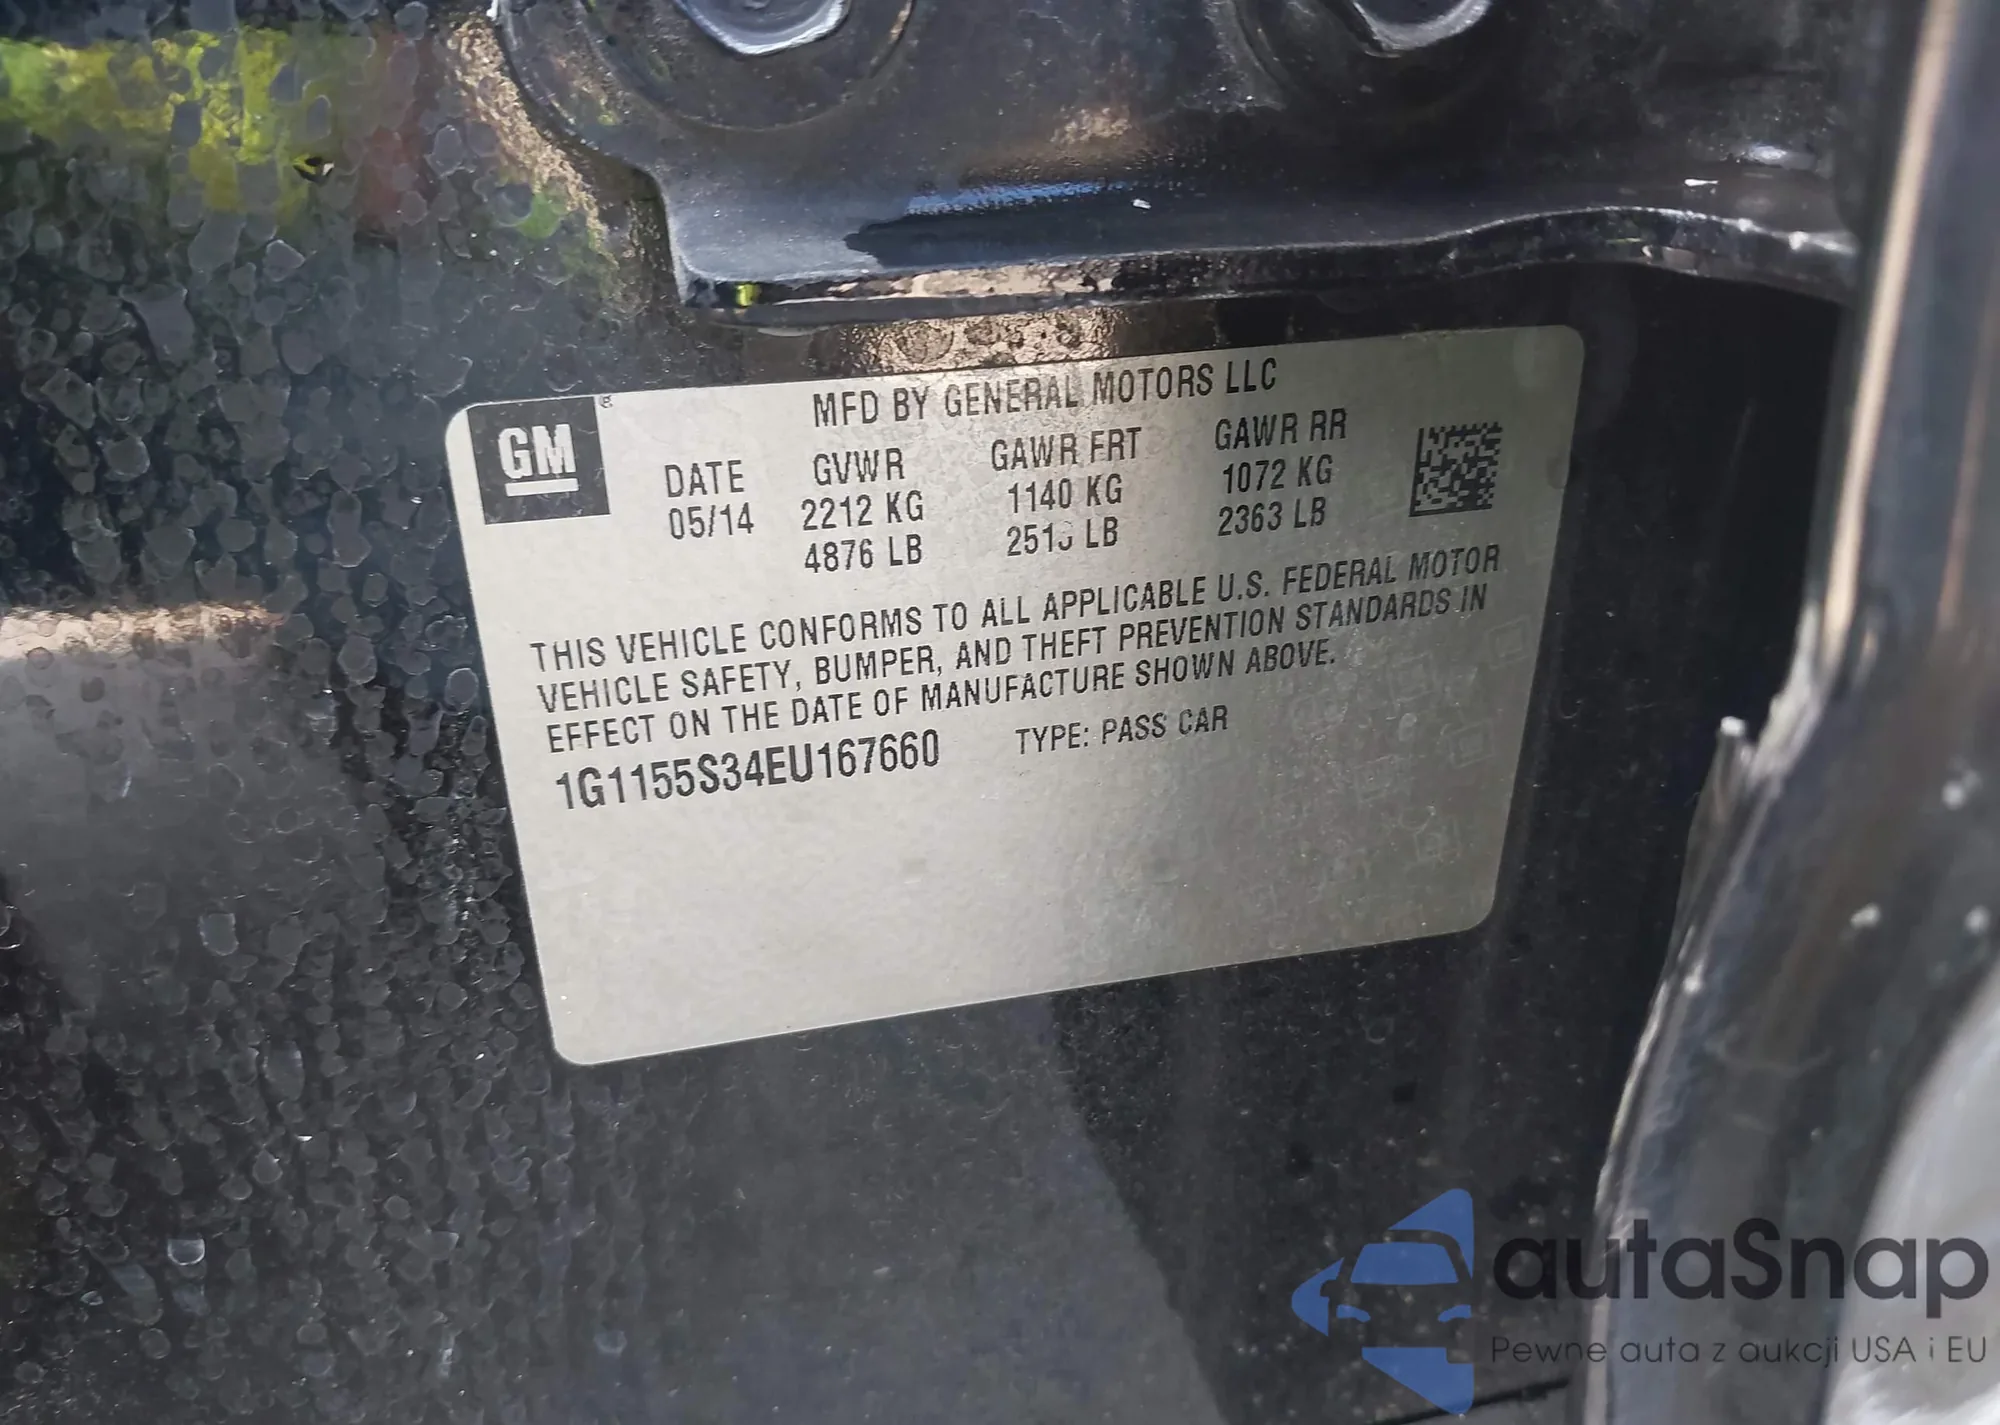 GM
MFD BY GENERAL MOTORS LLC
DATE GVWR GAWR FRT GAWR RR
05/14 2212 KG 1140 KG 1072 KG
4876 LB LB 2363 LB
THIS VEHICLE CONFORMS TO ALL APPLICABLE U.S. FEDERAL MOTOR
VEHICLE SAFETY, BUMPER, AND THEFT PREVENTION STANDARDS IN
EFFECT ON THE DATE OF MANUFACTURE SHOWN ABOVE.
1G1155S34EU167660 TYPE: PASS CAR
autaSnap
Pewne auta z aukcji USA i EU